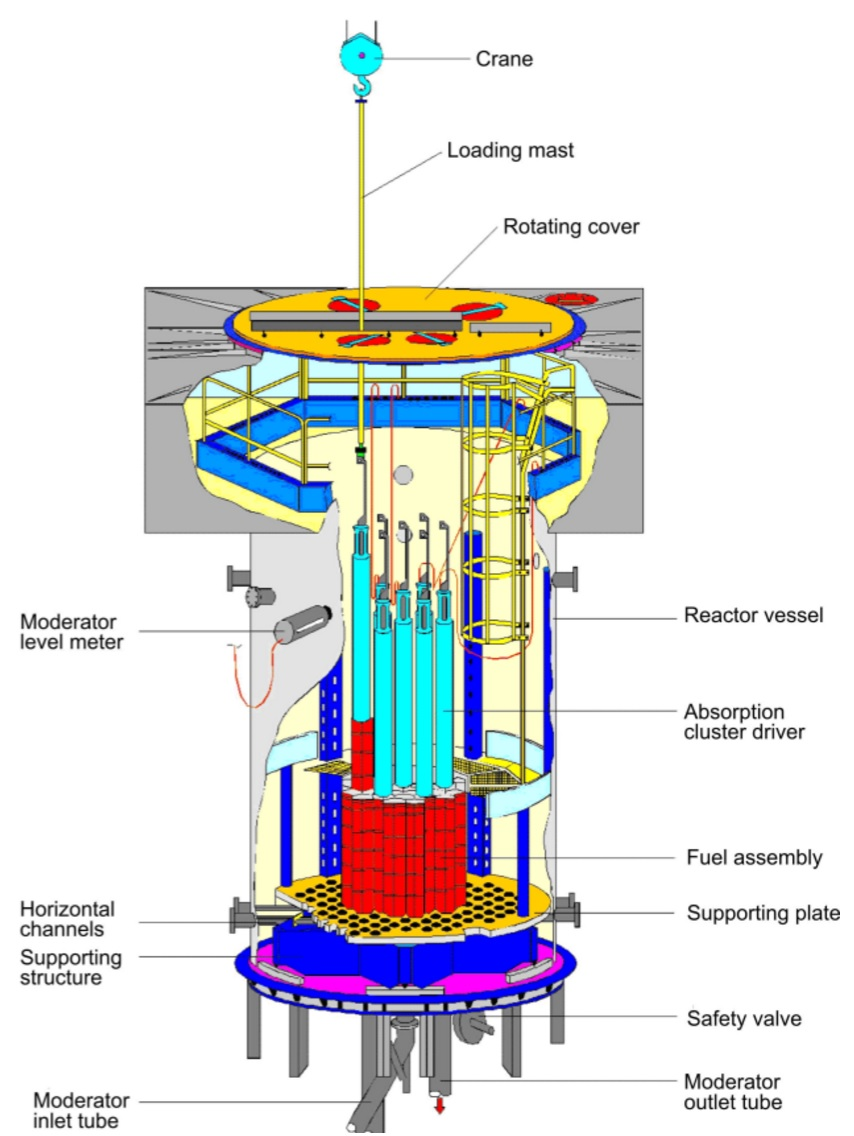 Crane
Loading mast
Rotating cover
Moderator
level meter
Reactor vessel
Absorption
cluster driver
Fuel assembly
Horizontal
channels
Supporting plate
Supporting
structure
Safety valve
Moderator
inlet tube
Moderator
outlet tube